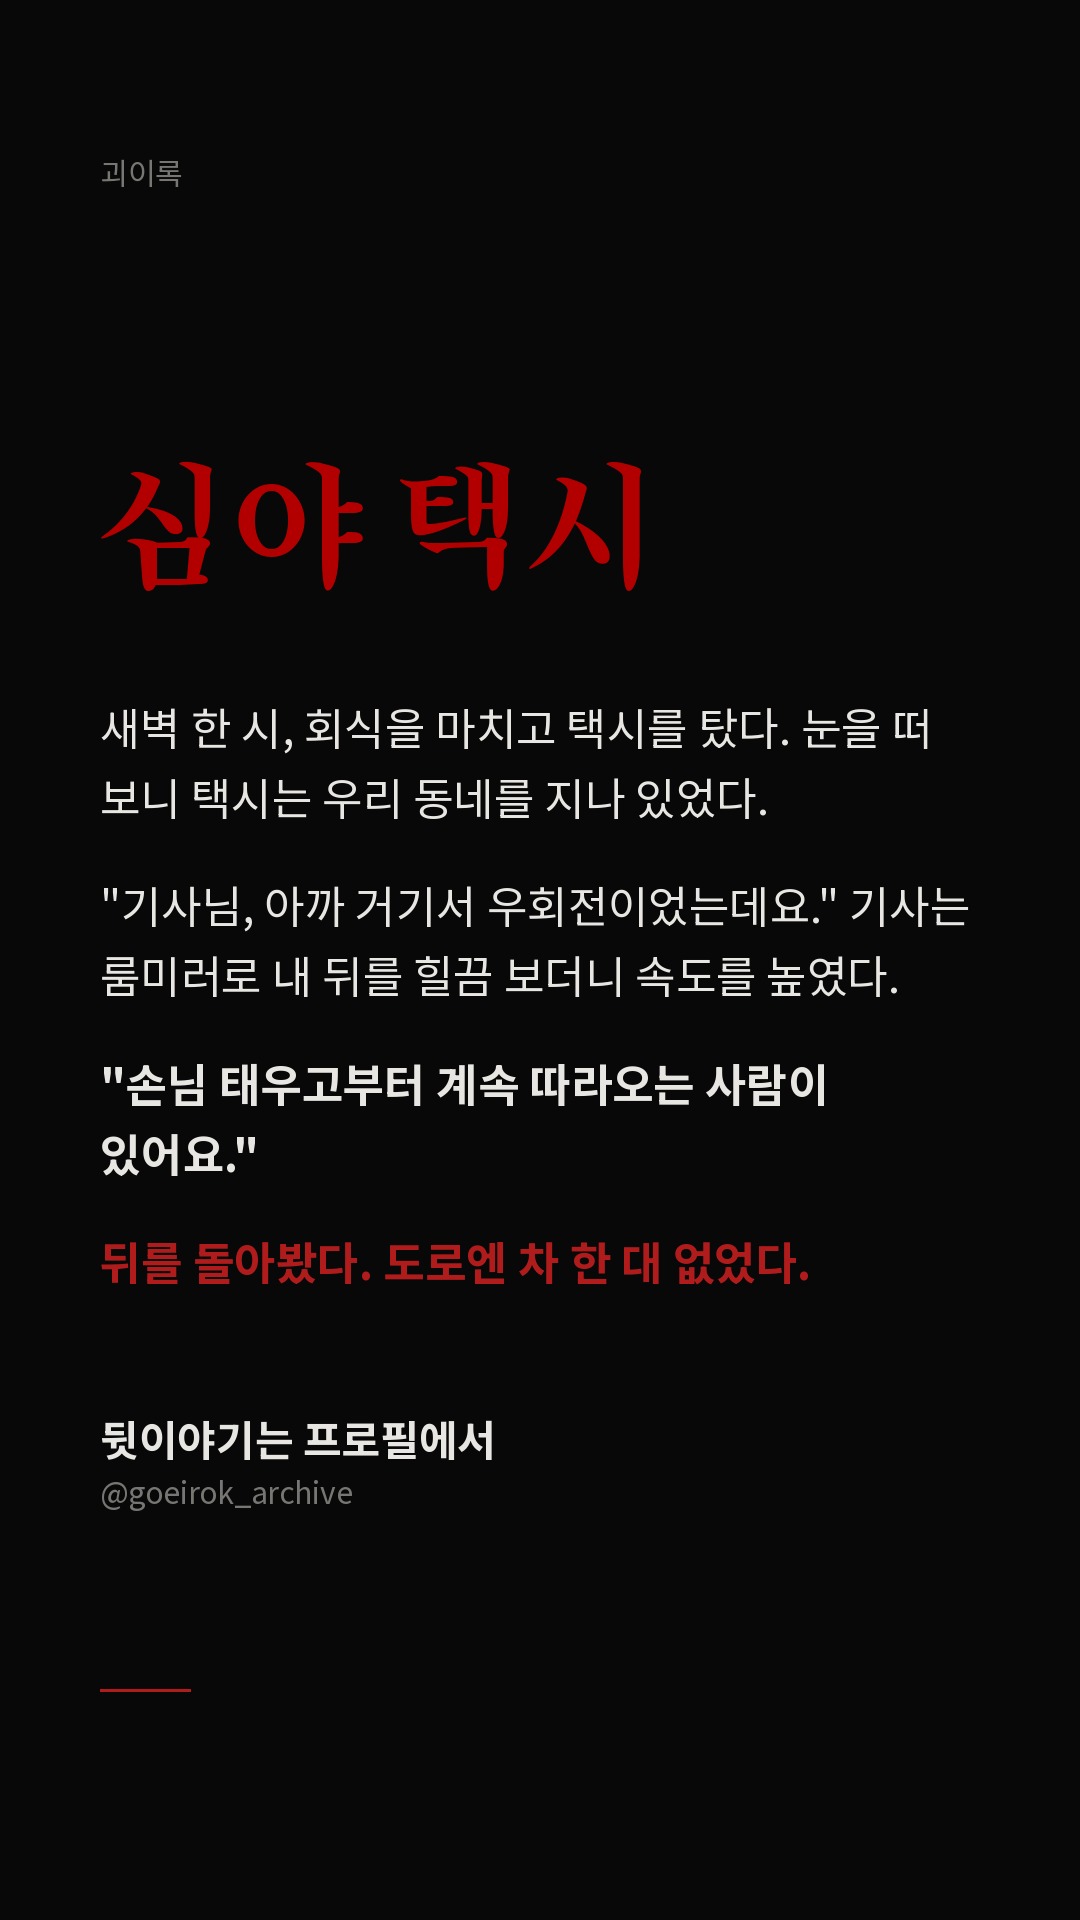 괴이록
심야 택시
새벽 한 시, 회식을 마치고 택시를 탔다. 눈을 떠
보니 택시는 우리 동네를 지나 있었다.
"기사님, 아까 거기서 우회전이었는데요." 기사는
룸미러로 내 뒤를 힐끔 보더니 속도를 높였다.
"손님 태우고부터 계속 따라오는 사람이
있어요."
뒤를 돌아봤다. 도로엔 차 한 대 없었다.
뒷이야기는 프로필에서
@goeirok_archive